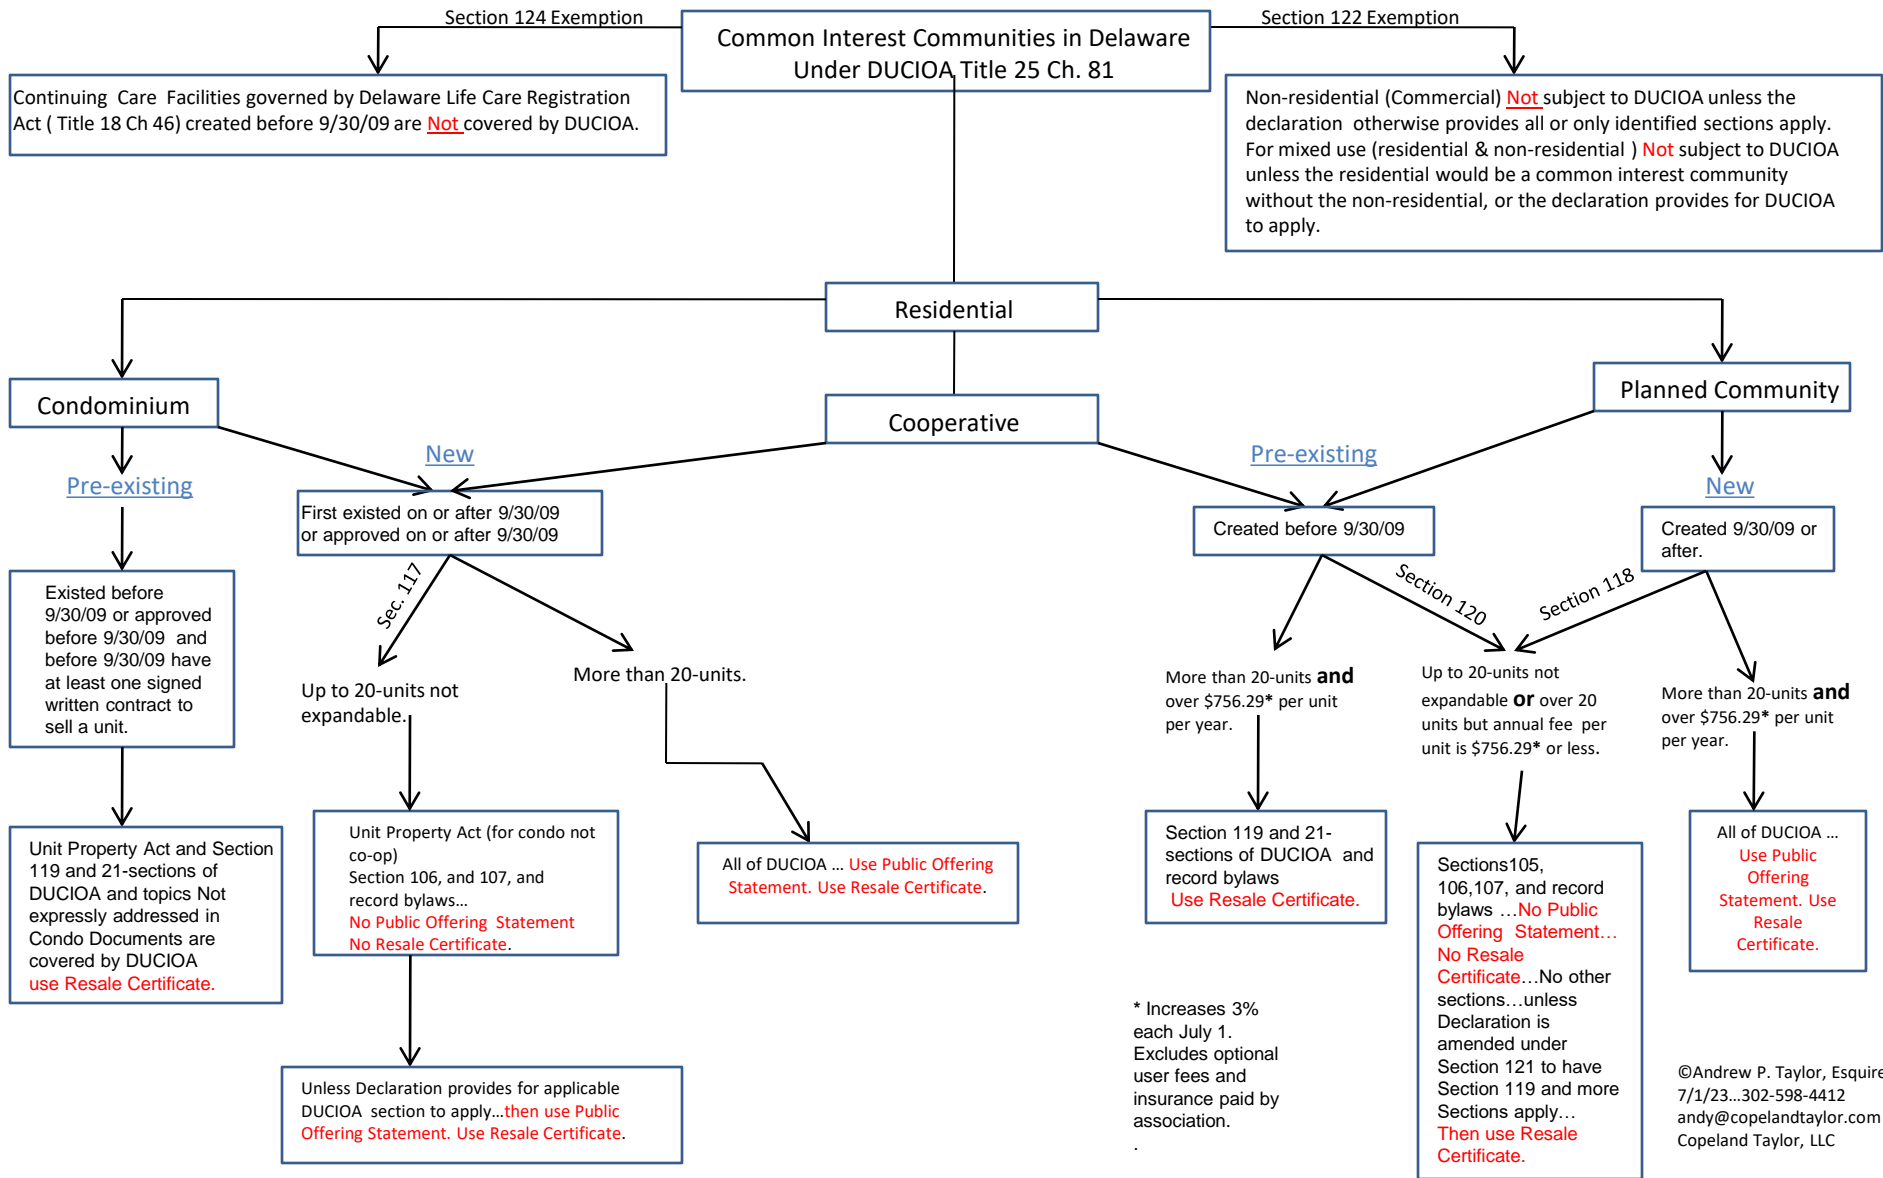 Section 124 Exemption
Section 122 Exemption
Common Interest Communities in Delaware
Under DUCIOA Title 25 Ch. 81
Continuing Care Facilities governed by Delaware Life Care Registration
Act ( Title 18 Ch 46) created before 9/30/09 are Not covered by DUCIOA.
Non-residential (Commercial) Not subject to DUCIOA unless the
declaration otherwise provides all or only identified sections apply.
For mixed use (residential & non-residential ) Not subject to DUCIOA
unless the residential would be a common interest community
without the non-residential, or the declaration provides for DUCIOA
to apply.
Residential
Condominium
Cooperative
Planned Community
Pre-existing
New
Pre-existing
New
Existed before
9/30/09 or approved
before 9/30/09 and
before 9/30/09 have
at least one signed
written contract to
sell a unit.
First existed on or after 9/30/09
or approved on or after 9/30/09
Created before 9/30/09
Created 9/30/09 or
after.
Sec. 117
Section 120
Section 118
Up to 20-units not
expandable.
More than 20-units.
More than 20-units and
over $756.29* per unit
per year.
Up to 20-units not
expandable or over 20
units but annual fee per
unit is $756.29* or less.
More than 20-units and
over $756.29* per unit
per year.
Unit Property Act and Section
119 and 21-sections of
DUCIOA and topics Not
expressly addressed in
Condo Documents are
covered by DUCIOA
use Resale Certificate.
Unit Property Act (for condo not
co-op)
Section 106, and 107, and
record bylaws…
No Public Offering Statement
No Resale Certificate.
All of DUCIOA … Use Public Offering
Statement. Use Resale Certificate.
Section 119 and 21-
sections of DUCIOA and
record bylaws
Use Resale Certificate.
Sections105,
106,107, and record
bylaws …No Public
Offering Statement…
No Resale
Certificate…No other
sections…unless
Declaration is
amended under
Section 121 to have
Section 119 and more
Sections apply…
Then use Resale
Certificate.
All of DUCIOA …
Use Public
Offering
Statement. Use
Resale
Certificate.
Unless Declaration provides for applicable
DUCIOA section to apply…then use Public
Offering Statement. Use Resale Certificate.
* Increases 3%
each July 1.
Excludes optional
user fees and
insurance paid by
association.
.
©Andrew P. Taylor, Esquire
7/1/23…302-598-4412
andy@copelandtaylor.com
Copeland Taylor, LLC